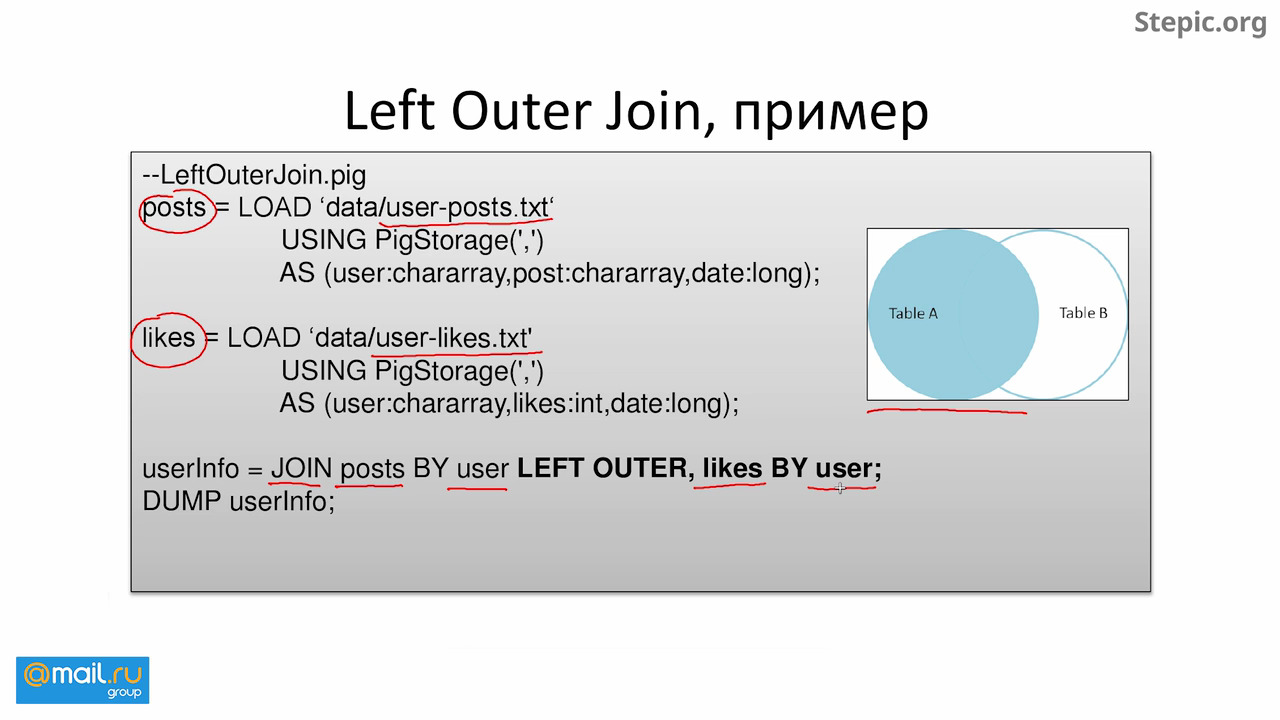 Stepic.org
Left Outer Join, пример
--LeftOuterJoin.pig
posts = LOAD ‘data/user-posts.txt‘
USING PigStorage(',')
AS (user:chararray,post:chararray,date:long);
likes = LOAD ‘data/user-likes.txt'
USING PigStorage(',')
AS (user:chararray,likes:int,date:long);
userInfo = JOIN posts BY user LEFT OUTER, likes BY user;
DUMP userInfo;
Table A
Table B
@mail.ru
group